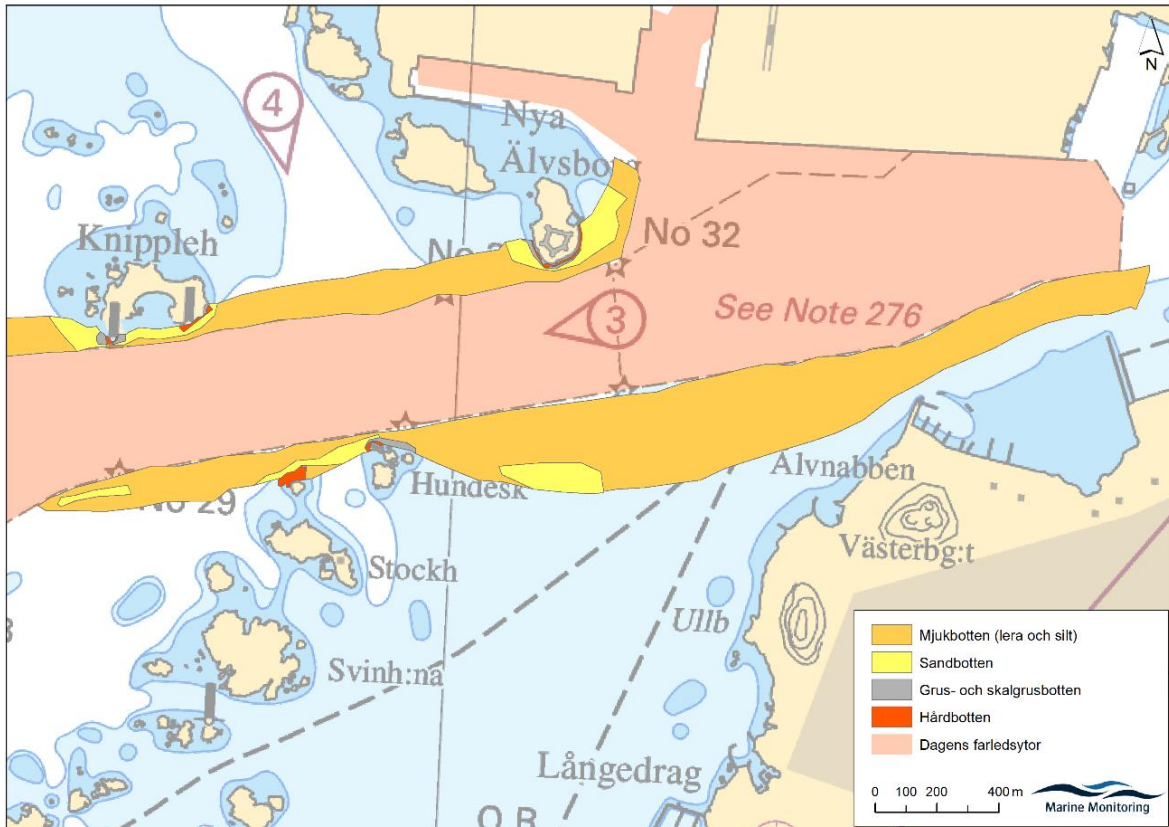 N
4
Nya
Älvsborg
No 32
Knippleh
3
See Note 276
Hundesk
No 29
Älvnabben
Västerbg:t
Stockh
Ullb
Svinh:na
Långedrag
Mjukbotten (lera och silt)
Sandbotten
Grus- och skalgrusbotten
Hårdbotten
Dagens farledsytor
0 100 200 400 m
Marine Monitoring